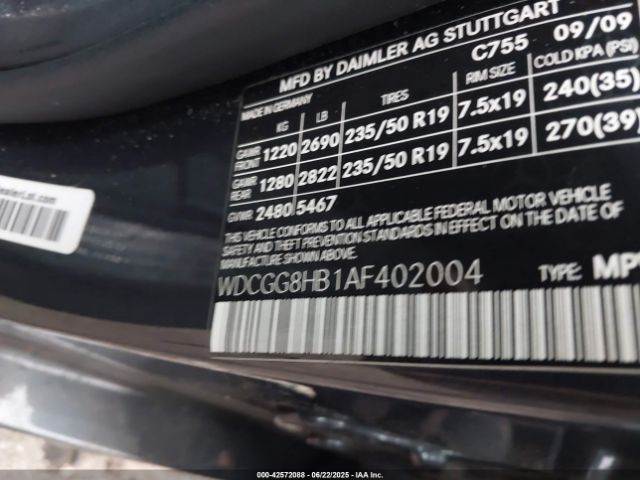 MFD BY DAIMLER AG STUTTGART C755 09/09
MADE IN GERMANY TIRES RIM SIZE COLD KPA (PSI)
KG LB
GAWR FRONT 1220 2690 235/50 R19 7.5x19 240(35)
GAWR REAR 1280 2822 235/50 R19 7.5x19 270(39)
GVWR 2480 5467
THIS VEHICLE CONFORMS TO ALL APPLICABLE FEDERAL MOTOR VEHICLE
SAFETY, BUMPER AND THEFT PREVENTION STANDARDS IN EFFECT ON THE DATE OF
MANUFACTURE SHOWN ABOVE
WDCGG8HB1AF402004 TYPE:
000-42572088 - 06/22/2025 - IAAI, Inc.